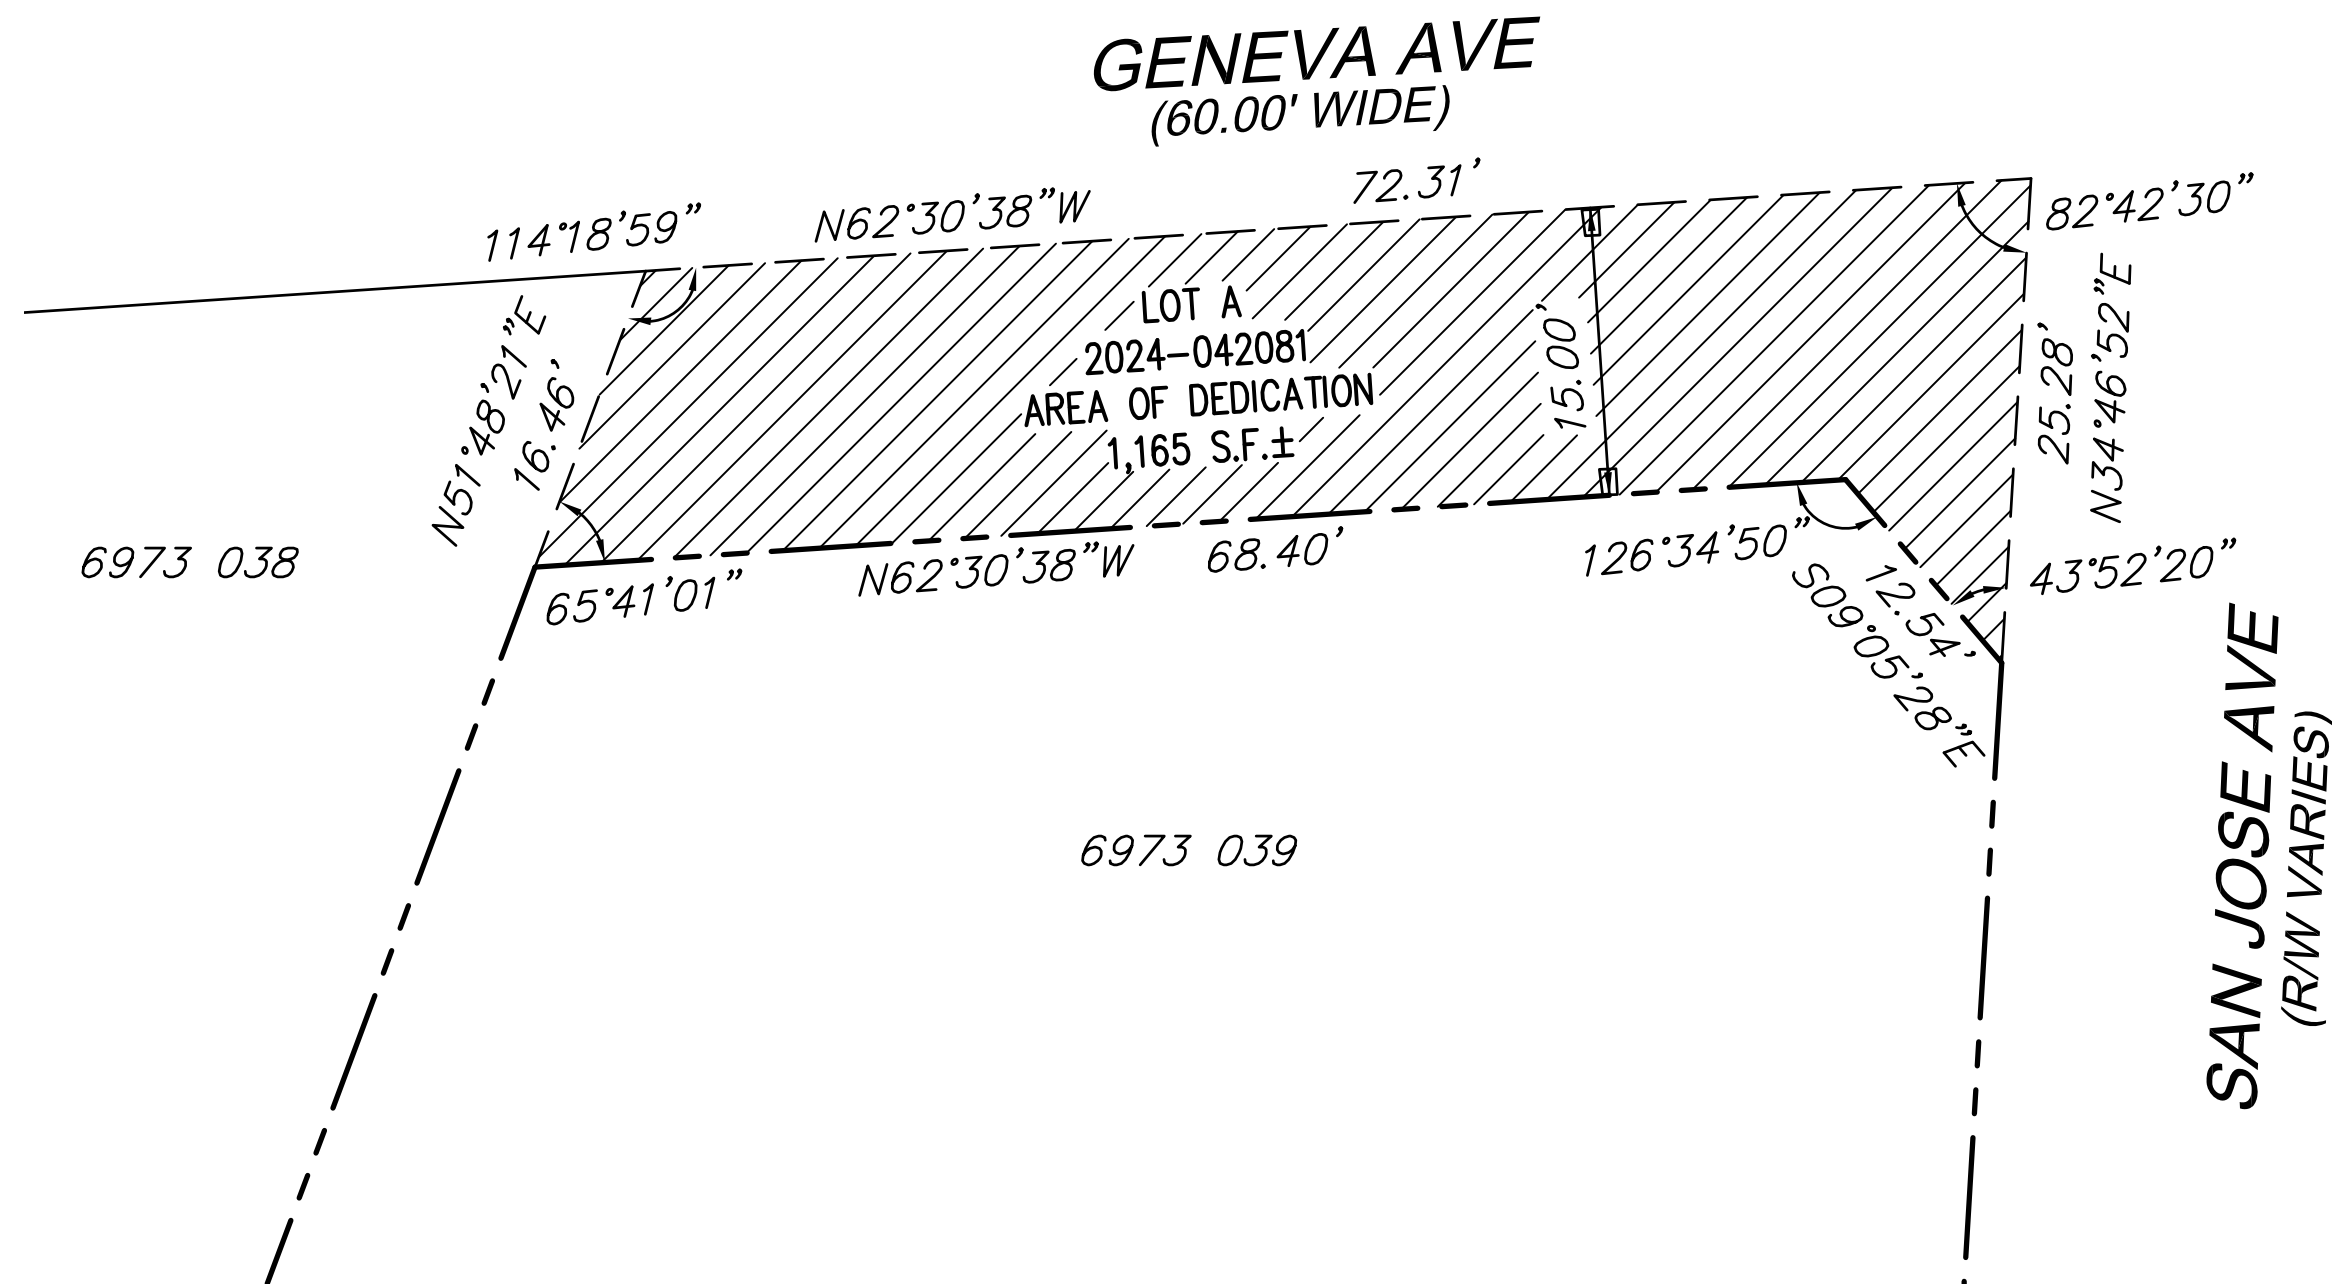 GENEVA AVE
(60.00' WIDE)
72.31'
N62°30'38"W
114°18'59"
82°42'30"
N51°48'21"E
16.46'
LOT A
2024-042081
AREA OF DEDICATION
1,165 S.F.±
15.00'
25.28'
N34°46'52"E
6973 038
65°41'01"
N62°30'38"W
68.40'
126°34'50"
12.54'
S09°05'28"E
43°52'20"
6973 039
SAN JOSE AVE
(R/W VARIES)